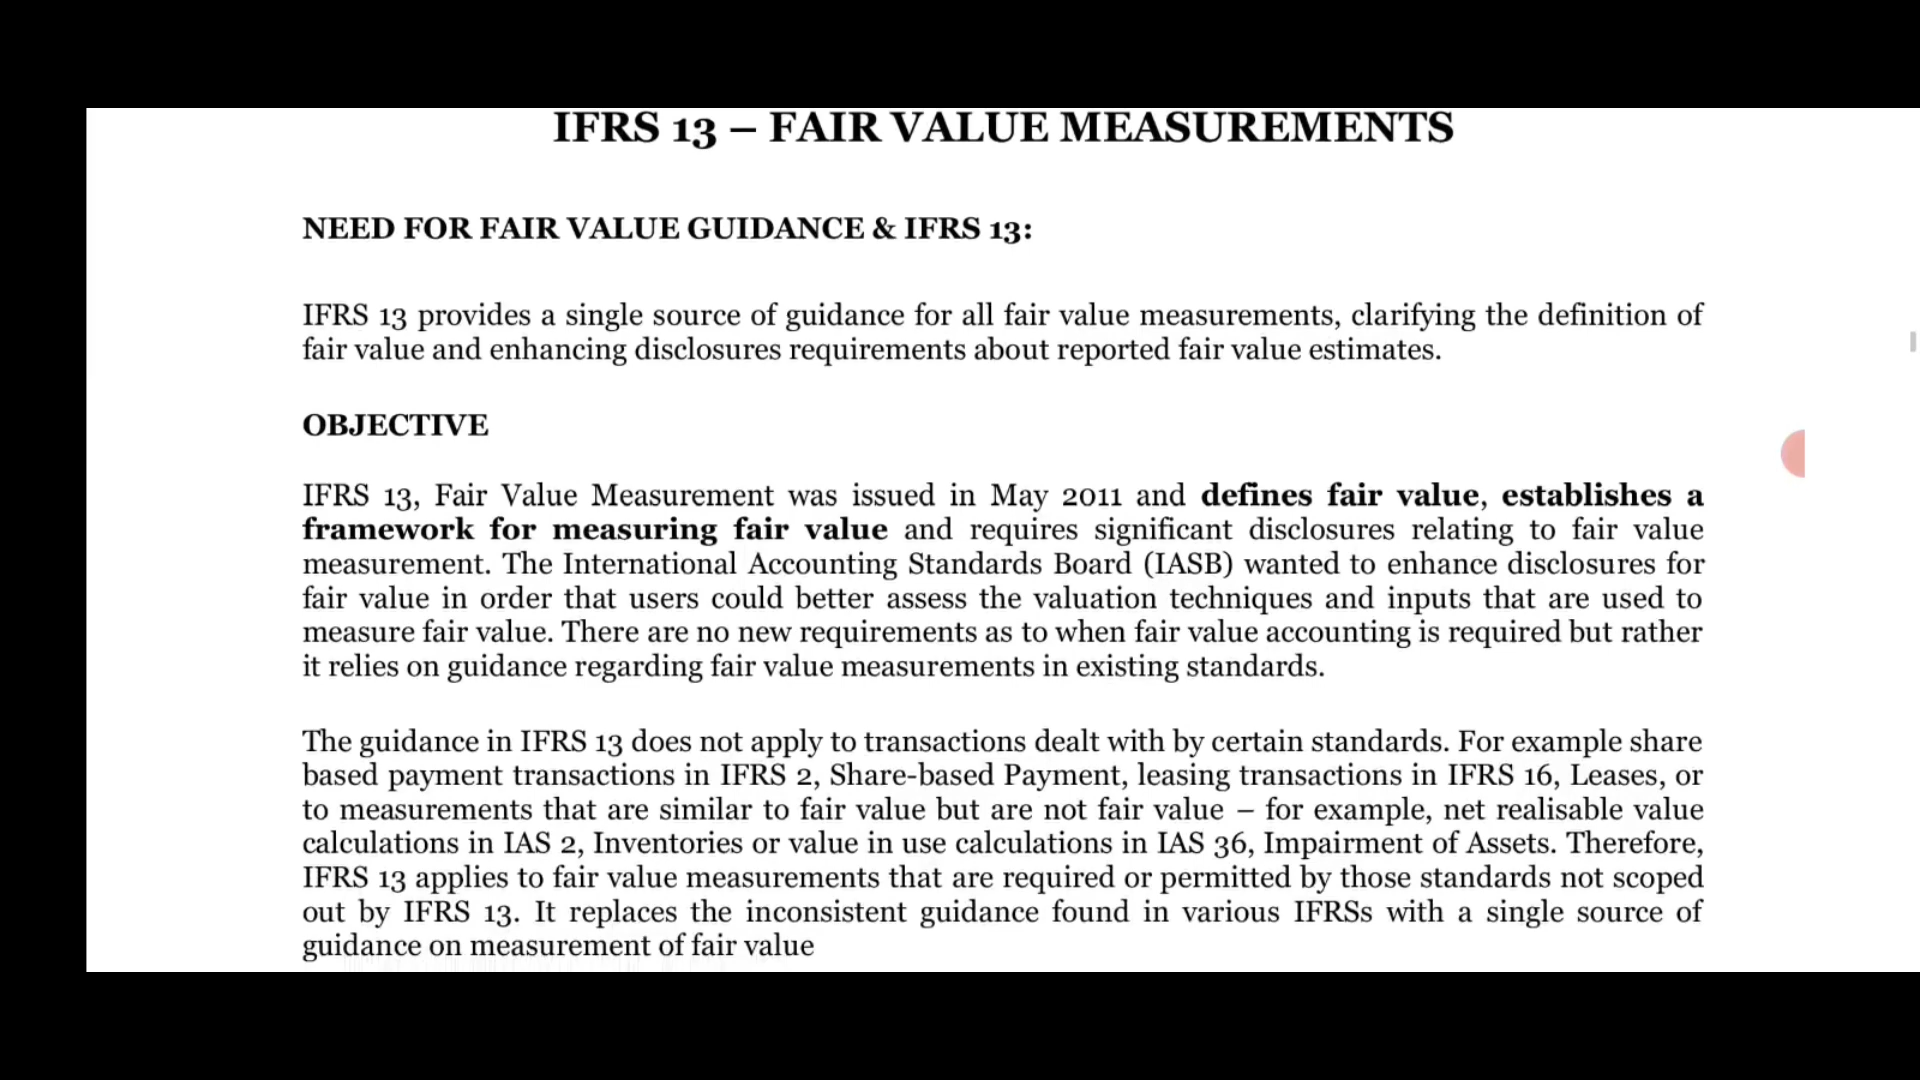 IFRS 13 – FAIR VALUE MEASUREMENTS
NEED FOR FAIR VALUE GUIDANCE & IFRS 13:
IFRS 13 provides a single source of guidance for all fair value measurements, clarifying the definition of
fair value and enhancing disclosures requirements about reported fair value estimates.
OBJECTIVE
IFRS 13, Fair Value Measurement was issued in May 2011 and defines fair value, establishes a
framework for measuring fair value and requires significant disclosures relating to fair value
measurement. The International Accounting Standards Board (IASB) wanted to enhance disclosures for
fair value in order that users could better assess the valuation techniques and inputs that are used to
measure fair value. There are no new requirements as to when fair value accounting is required but rather
it relies on guidance regarding fair value measurements in existing standards.
The guidance in IFRS 13 does not apply to transactions dealt with by certain standards. For example share
based payment transactions in IFRS 2, Share-based Payment, leasing transactions in IFRS 16, Leases, or
to measurements that are similar to fair value but are not fair value – for example, net realisable value
calculations in IAS 2, Inventories or value in use calculations in IAS 36, Impairment of Assets. Therefore,
IFRS 13 applies to fair value measurements that are required or permitted by those standards not scoped
out by IFRS 13. It replaces the inconsistent guidance found in various IFRSs with a single source of
guidance on measurement of fair value